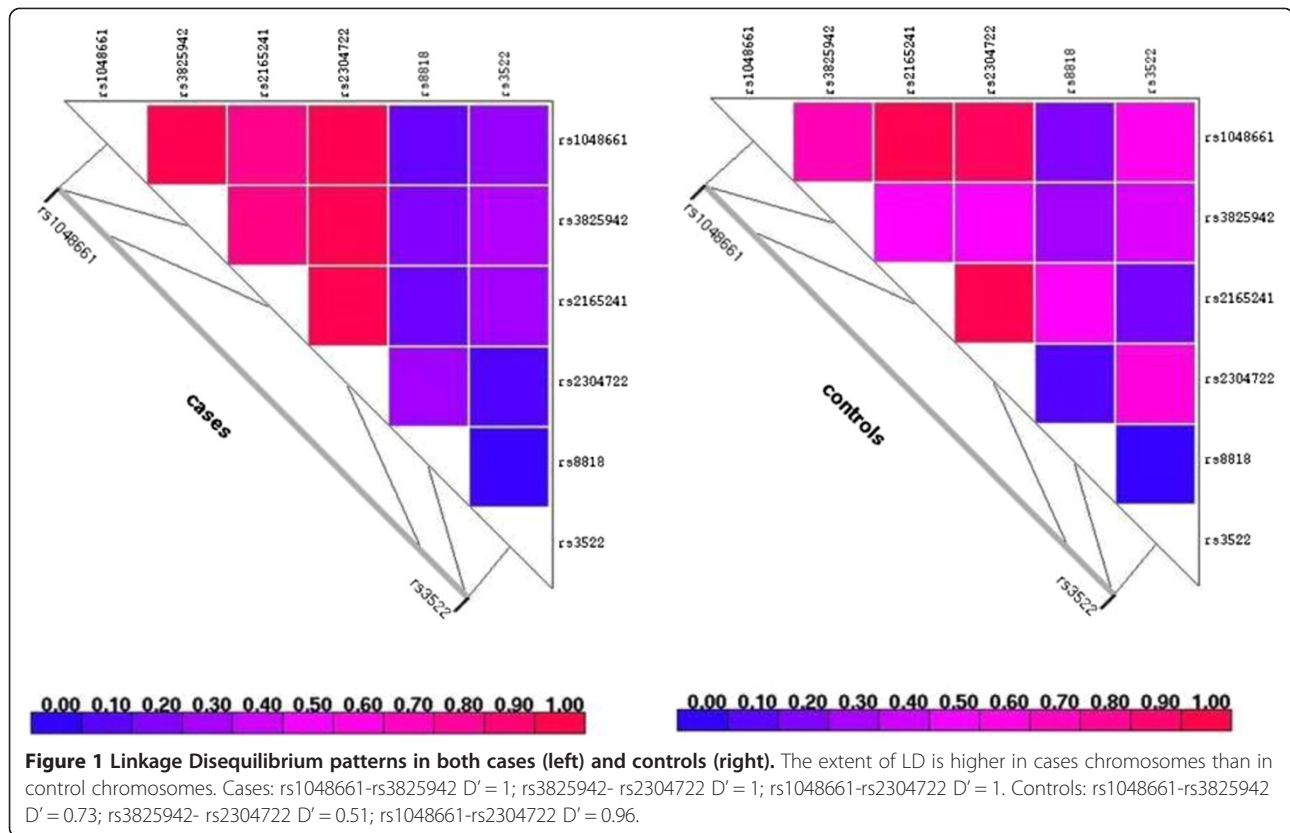 rs1048661 rs3825942 rs2165241 rs2304722 rs8818 rs3522
rs1048661
rs3825942
rs2165241
rs2304722
rs8818
rs3522
rs1048661
cases
rs3522
0.00 0.10 0.20 0.30 0.40 0.50 0.60 0.70 0.80 0.90 1.00
rs1048661 rs3825942 rs2165241 rs2304722 rs8818 rs3522
rs1048661
rs3825942
rs2165241
rs2304722
rs8818
rs3522
rs1048661
controls
rs3522
0.00 0.10 0.20 0.30 0.40 0.50 0.60 0.70 0.80 0.90 1.00
Figure 1 Linkage Disequilibrium patterns in both cases (left) and controls (right). The extent of LD is higher in cases chromosomes than in
control chromosomes. Cases: rs1048661-rs3825942 D′ = 1; rs3825942- rs2304722 D′ = 1; rs1048661-rs2304722 D′ = 1. Controls: rs1048661-rs3825942
D′ = 0.73; rs3825942- rs2304722 D′ = 0.51; rs1048661-rs2304722 D′ = 0.96.